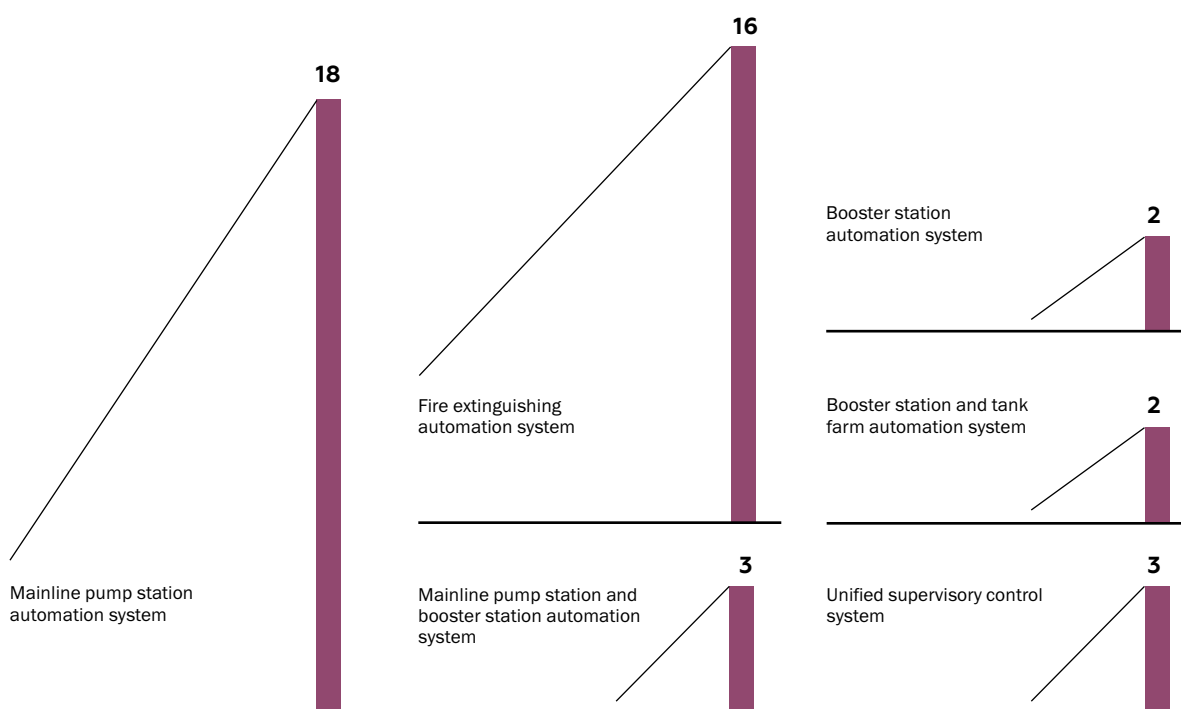 18
Mainline pump station
automation system
16
Fire extinguishing
automation system
3
Mainline pump station and
booster station automation
system
2
Booster station
automation system
2
Booster station and tank
farm automation system
3
Unified supervisory control
system